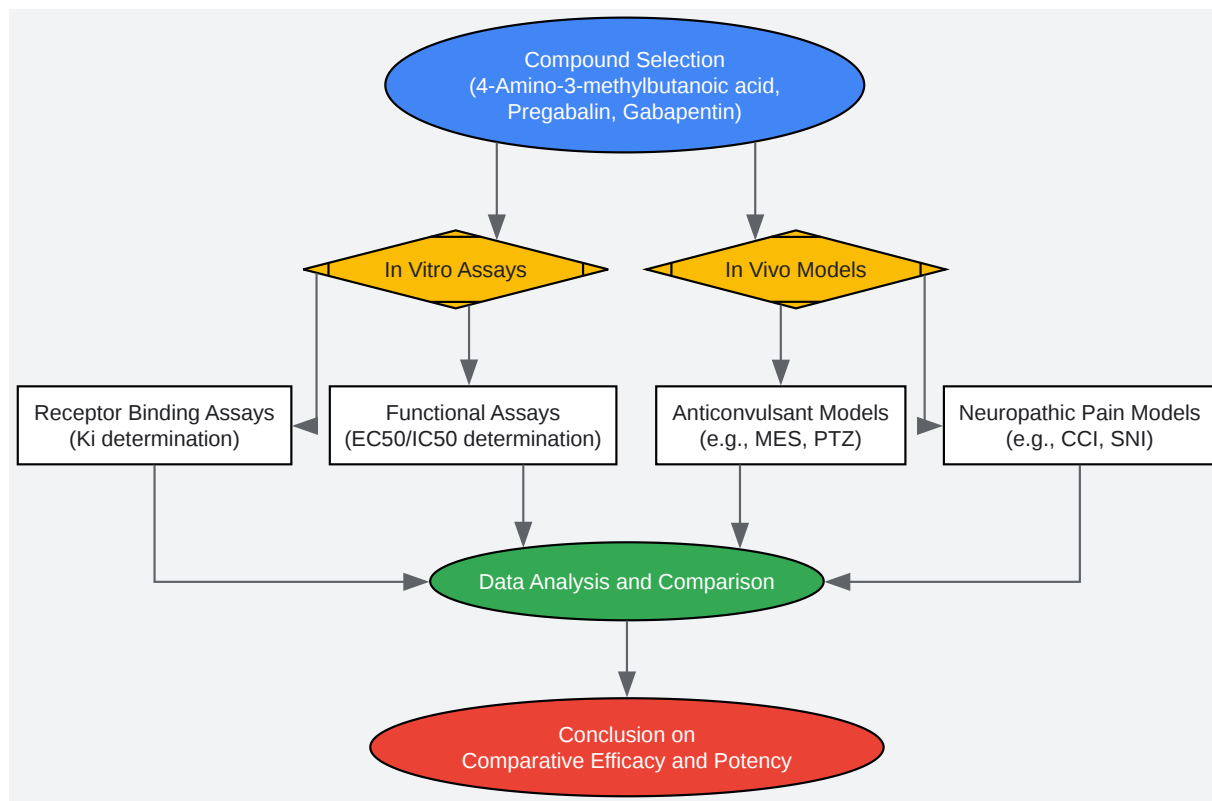 Compound Selection
(4-Amino-3-methylbutanoic acid,
Pregabalin, Gabapentin)
In Vitro Assays
In Vivo Models
Receptor Binding Assays
(Ki determination)
Functional Assays
(EC50/IC50 determination)
Anticonvulsant Models
(e.g., MES, PTZ)
Neuropathic Pain Models
(e.g., CCI, SNI)
Data Analysis and Comparison
Conclusion on
Comparative Efficacy and Potency